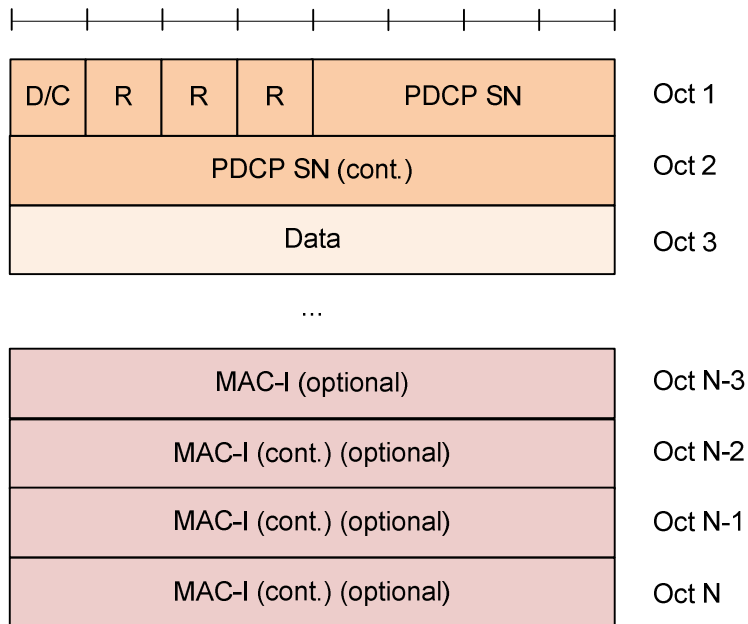 D/C R R R PDCP SN Oct 1
PDCP SN (cont.) Oct 2
Data Oct 3
...
MAC-I (optional) Oct N-3
MAC-I (cont.) (optional) Oct N-2
MAC-I (cont.) (optional) Oct N-1
MAC-I (cont.) (optional) Oct N